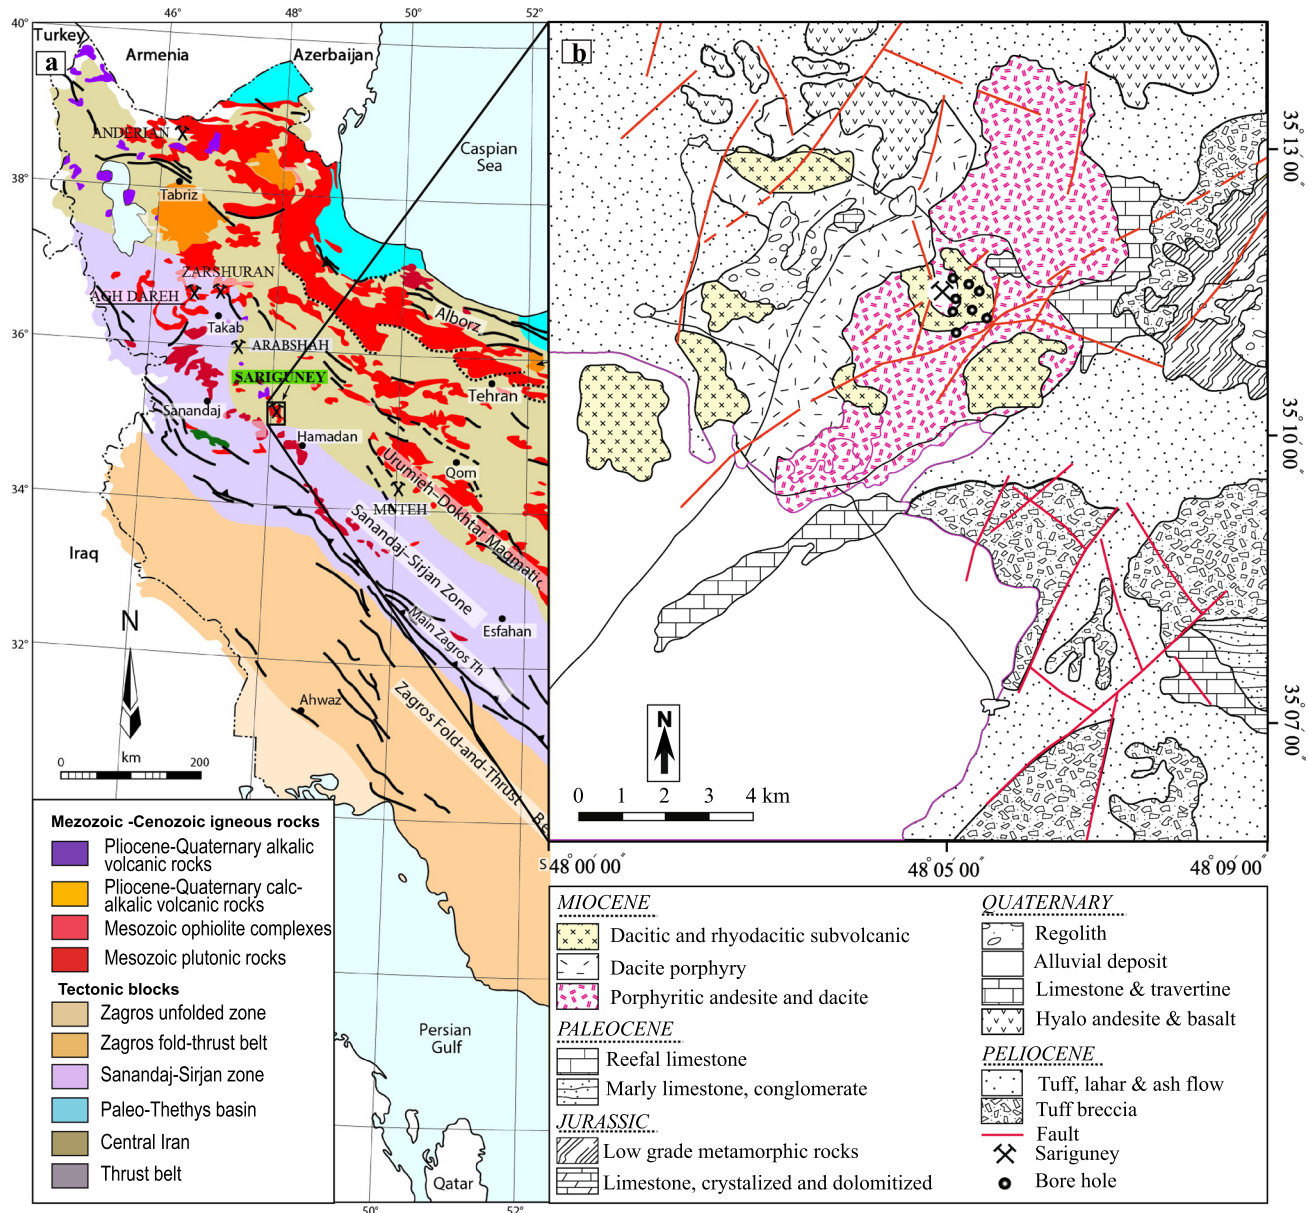 46°
48°
50°
52°
40°
38°
36°
34°
32°
Turkey
a
Armenia
Azerbaijan
ANDERIAN
Caspian
Sea
Tabriz
ZARSHURAN
AGH DAREH
Takab
Alborz
ARABSHAH
SARIGUNEY
Tehran
Sanandaj
Hamadan
Qom
Urumieh-Dokhtar Magmatic
MUTEH
Sanandaj-Sirjan Zone
Iraq
N
Main Zagros Th
Esfahan
Ahwaz
Zagros Fold-and-Thrust
Be
km
0 200
S
Persian
Gulf
Qatar
50°
52°
Mezozoic -Cenozoic igneous rocks
Pliocene-Quaternary alkalic
volcanic rocks
Pliocene-Quaternary calc-
alkalic volcanic rocks
Mesozoic ophiolite complexes
Mesozoic plutonic rocks
Tectonic blocks
Zagros unfolded zone
Zagros fold-thrust belt
Sanandaj-Sirjan zone
Paleo-Thethys basin
Central Iran
Thrust belt
b
35° 13 00″
35° 10 00″
35° 07 00″
N
0 1 2 3 4 km
48° 00′ 00″
48° 05′ 00″
48° 09′ 00″
MIOCENE
Dacitic and rhyodacitic subvolcanic
Dacite porphyry
Porphyritic andesite and dacite
PALEOCENE
Reefal limestone
Marly limestone, conglomerate
JURASSIC
Low grade metamorphic rocks
Limestone, crystalized and dolomitized
QUATERNARY
Regolith
Alluvial deposit
Limestone & travertine
Hyalo andesite & basalt
PELIOCENE
Tuff, lahar & ash flow
Tuff breccia
Fault
Sariguney
Bore hole